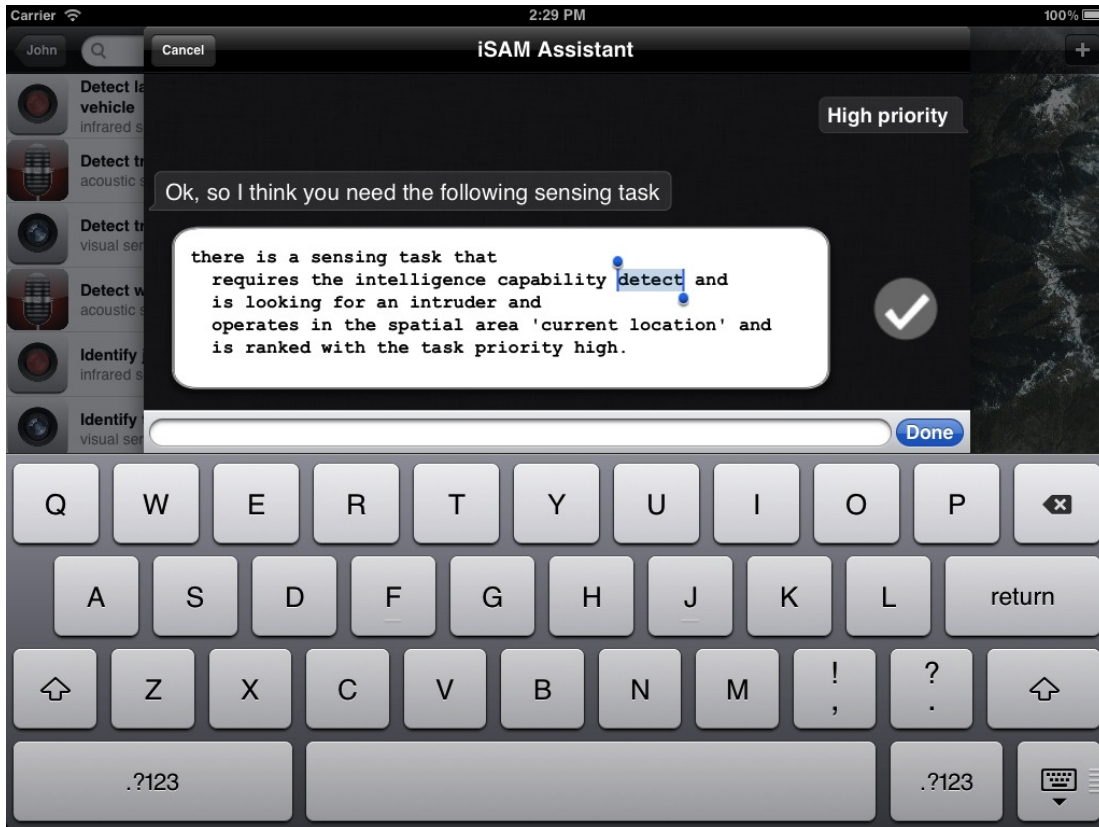 Carrier 2:29 PM 100%
John Cancel iSAM Assistant +
Detect la
vehicle
infrared s
Detect tr
acoustic s
Detect tr
visual ser
Detect w
acoustic s
Identify j
infrared s
Identify
visual ser
High priority
Ok, so I think you need the following sensing task
there is a sensing task that
requires the intelligence capability detect and
is looking for an intruder and
operates in the spatial area 'current location' and
is ranked with the task priority high.
Done
Q W E R T Y U I O P
A S D F G H J K L return
Z X C V B N M ! , ? .
.?123 .?123